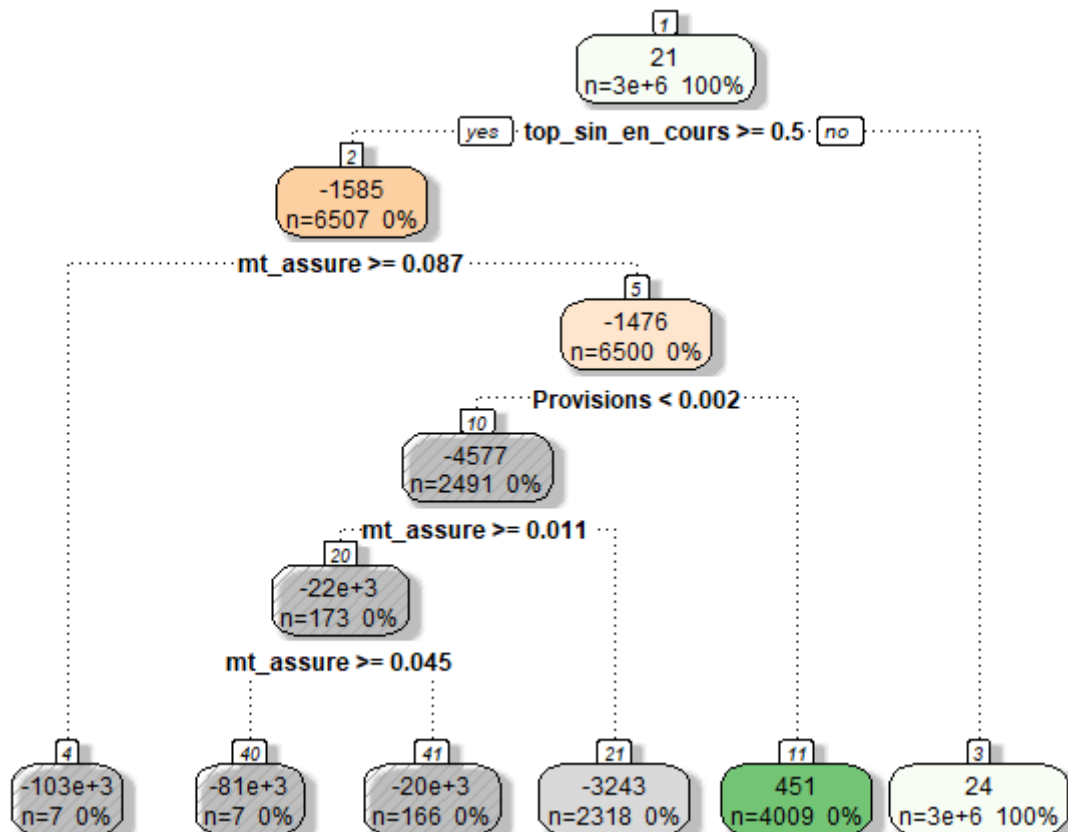 1
21
n=3e+6 100%
yes top_sin_en_cours >= 0.5 no
2
-1585
n=6507 0%
mt_assure >= 0.087
5
-1476
n=6500 0%
Provisions < 0.002
10
-4577
n=2491 0%
mt_assure >= 0.011
20
-22e+3
n=173 0%
mt_assure >= 0.045
4
-103e+3
n=7 0%
40
-81e+3
n=7 0%
41
-20e+3
n=166 0%
21
-3243
n=2318 0%
11
451
n=4009 0%
3
24
n=3e+6 100%